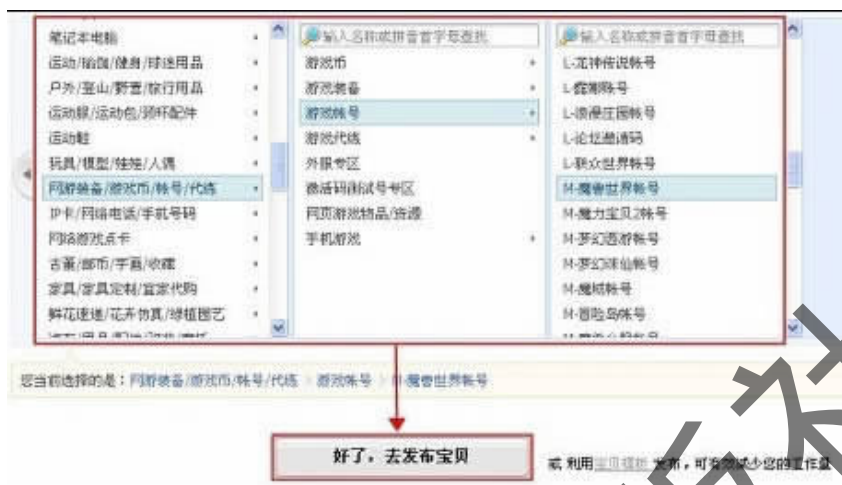 笔记本电脑
运动/瑜伽/健身/球迷用品
户外/登山/野营/旅行用品
运动服/运动包/颈环配件
运动鞋
玩具/模型/娃娃/人偶
网游装备/游戏币/帐号/代练
IP卡/网络电话/手机号码
网络游戏点卡
古董/邮币/字画/收藏
家具/家具定制/宜家代购
鲜花速递/花卉仿真/绿植园艺
输入名称或拼音首字母查找
游戏币
游戏装备
游戏帐号
游戏代练
外服专区
激活码测试号专区
网页游戏物品/资源
手机游戏
输入名称或拼音首字母查找
L-龙神传说帐号
L-浪漫庄园帐号
L-论坛邀请码
L-联众世界帐号
M-魔兽世界帐号
M-魔力宝贝2帐号
M-梦幻西游帐号
M-梦幻诛仙帐号
M-魔域帐号
M-冒险岛帐号
您当前选择的是：网游装备/游戏币/帐号/代练 > 游戏帐号 > M-魔兽世界帐号
好了，去发布宝贝
或 利用宝贝模板 发布，可有效减少您的工作量